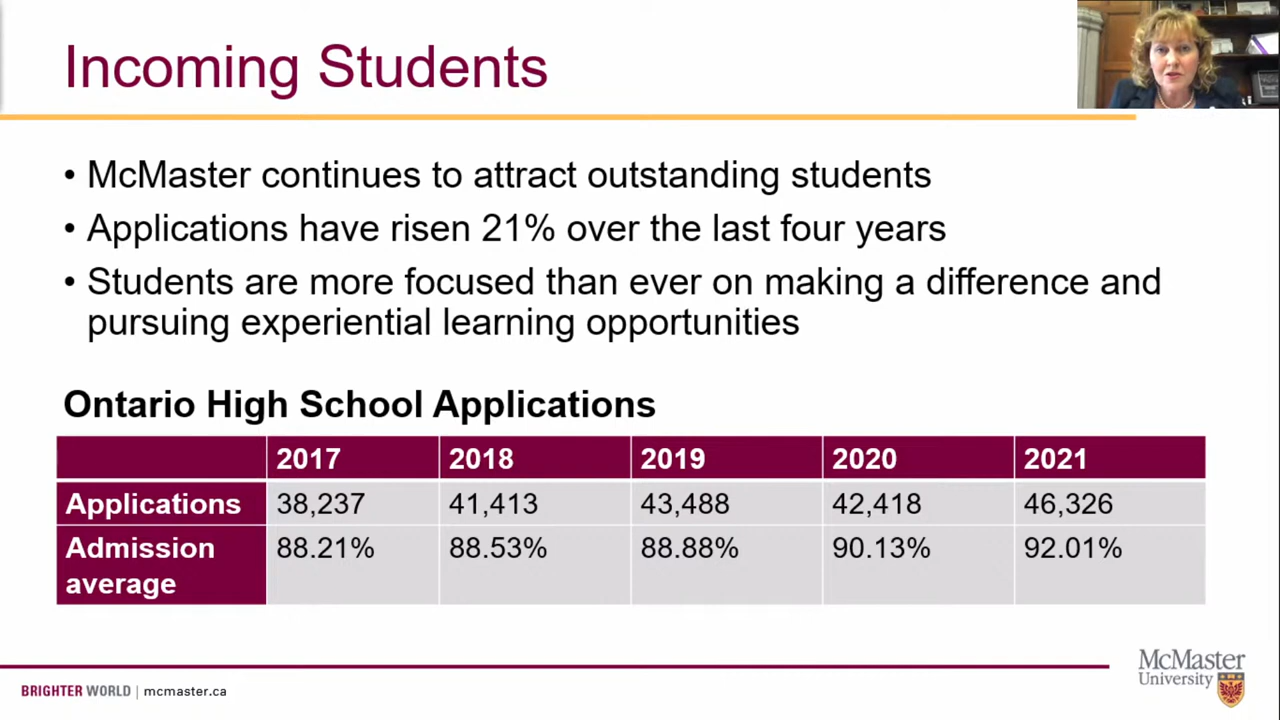 Incoming Students
• McMaster continues to attract outstanding students
• Applications have risen 21% over the last four years
• Students are more focused than ever on making a difference and
pursuing experiential learning opportunities
Ontario High School Applications
2017 2018 2019 2020 2021
Applications 38,237 41,413 43,488 42,418 46,326
Admission average 88.21% 88.53% 88.88% 90.13% 92.01%
BRIGHTER WORLD | mcmaster.ca
McMaster
University